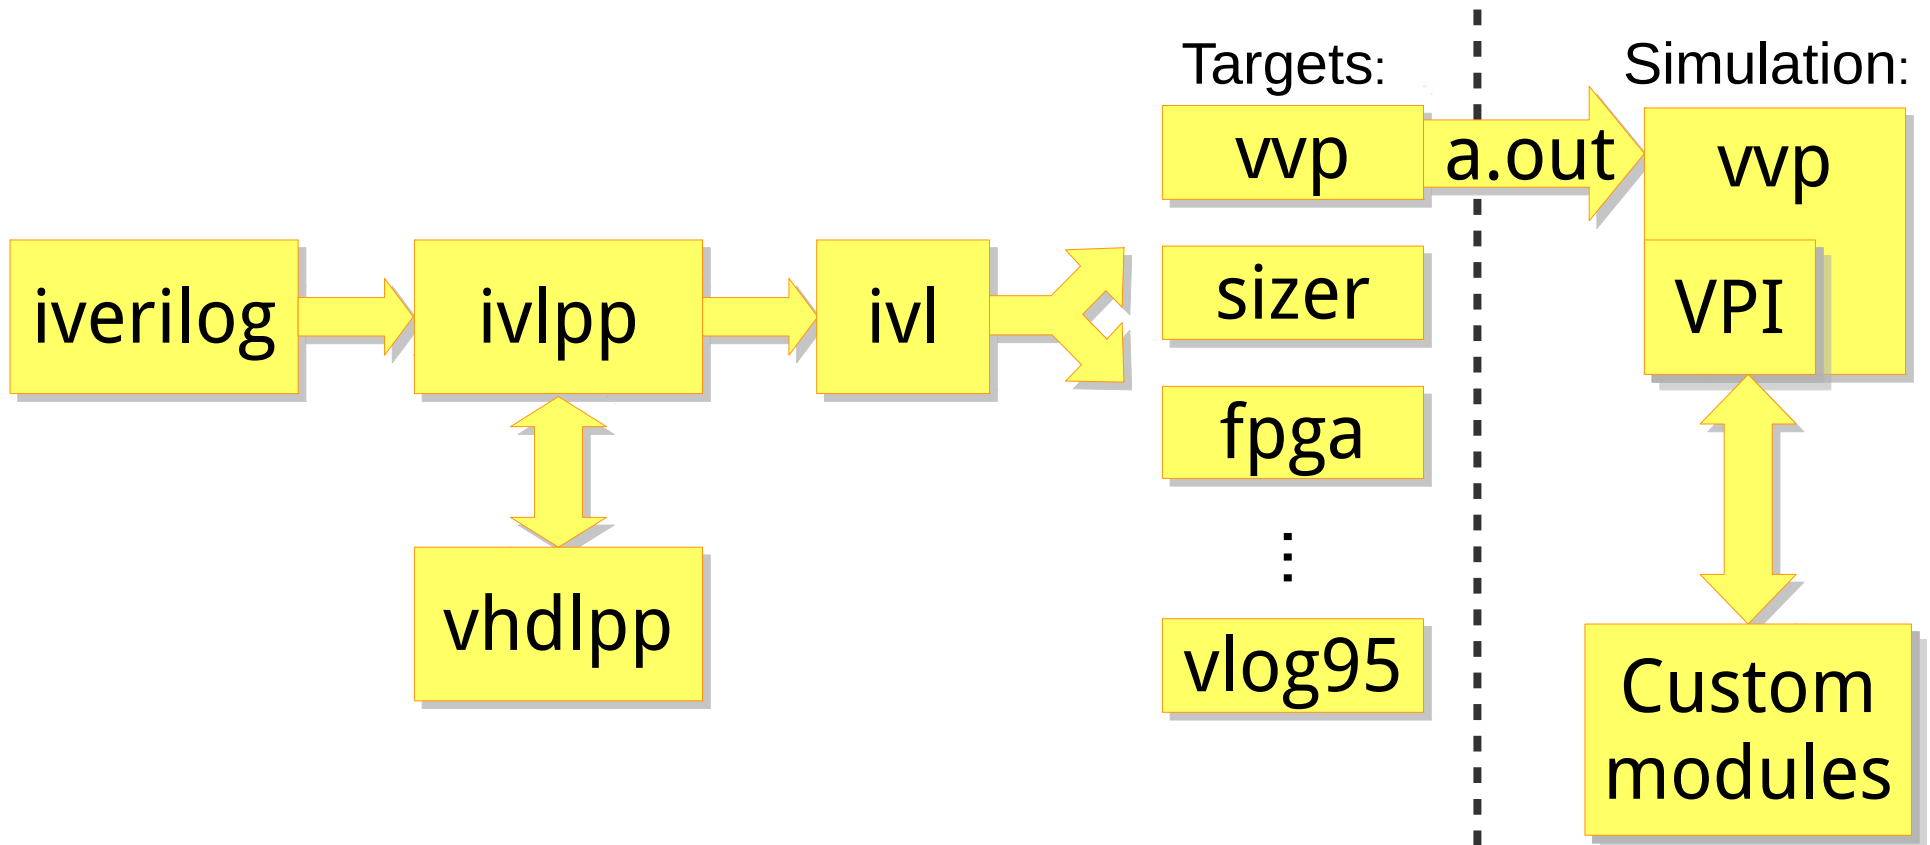 Targets:
Simulation:
vvp
a.out
vvp
iverilog
ivlpp
ivl
sizer
VPI
fpga
...
vhdlpp
vlog95
Custom
modules